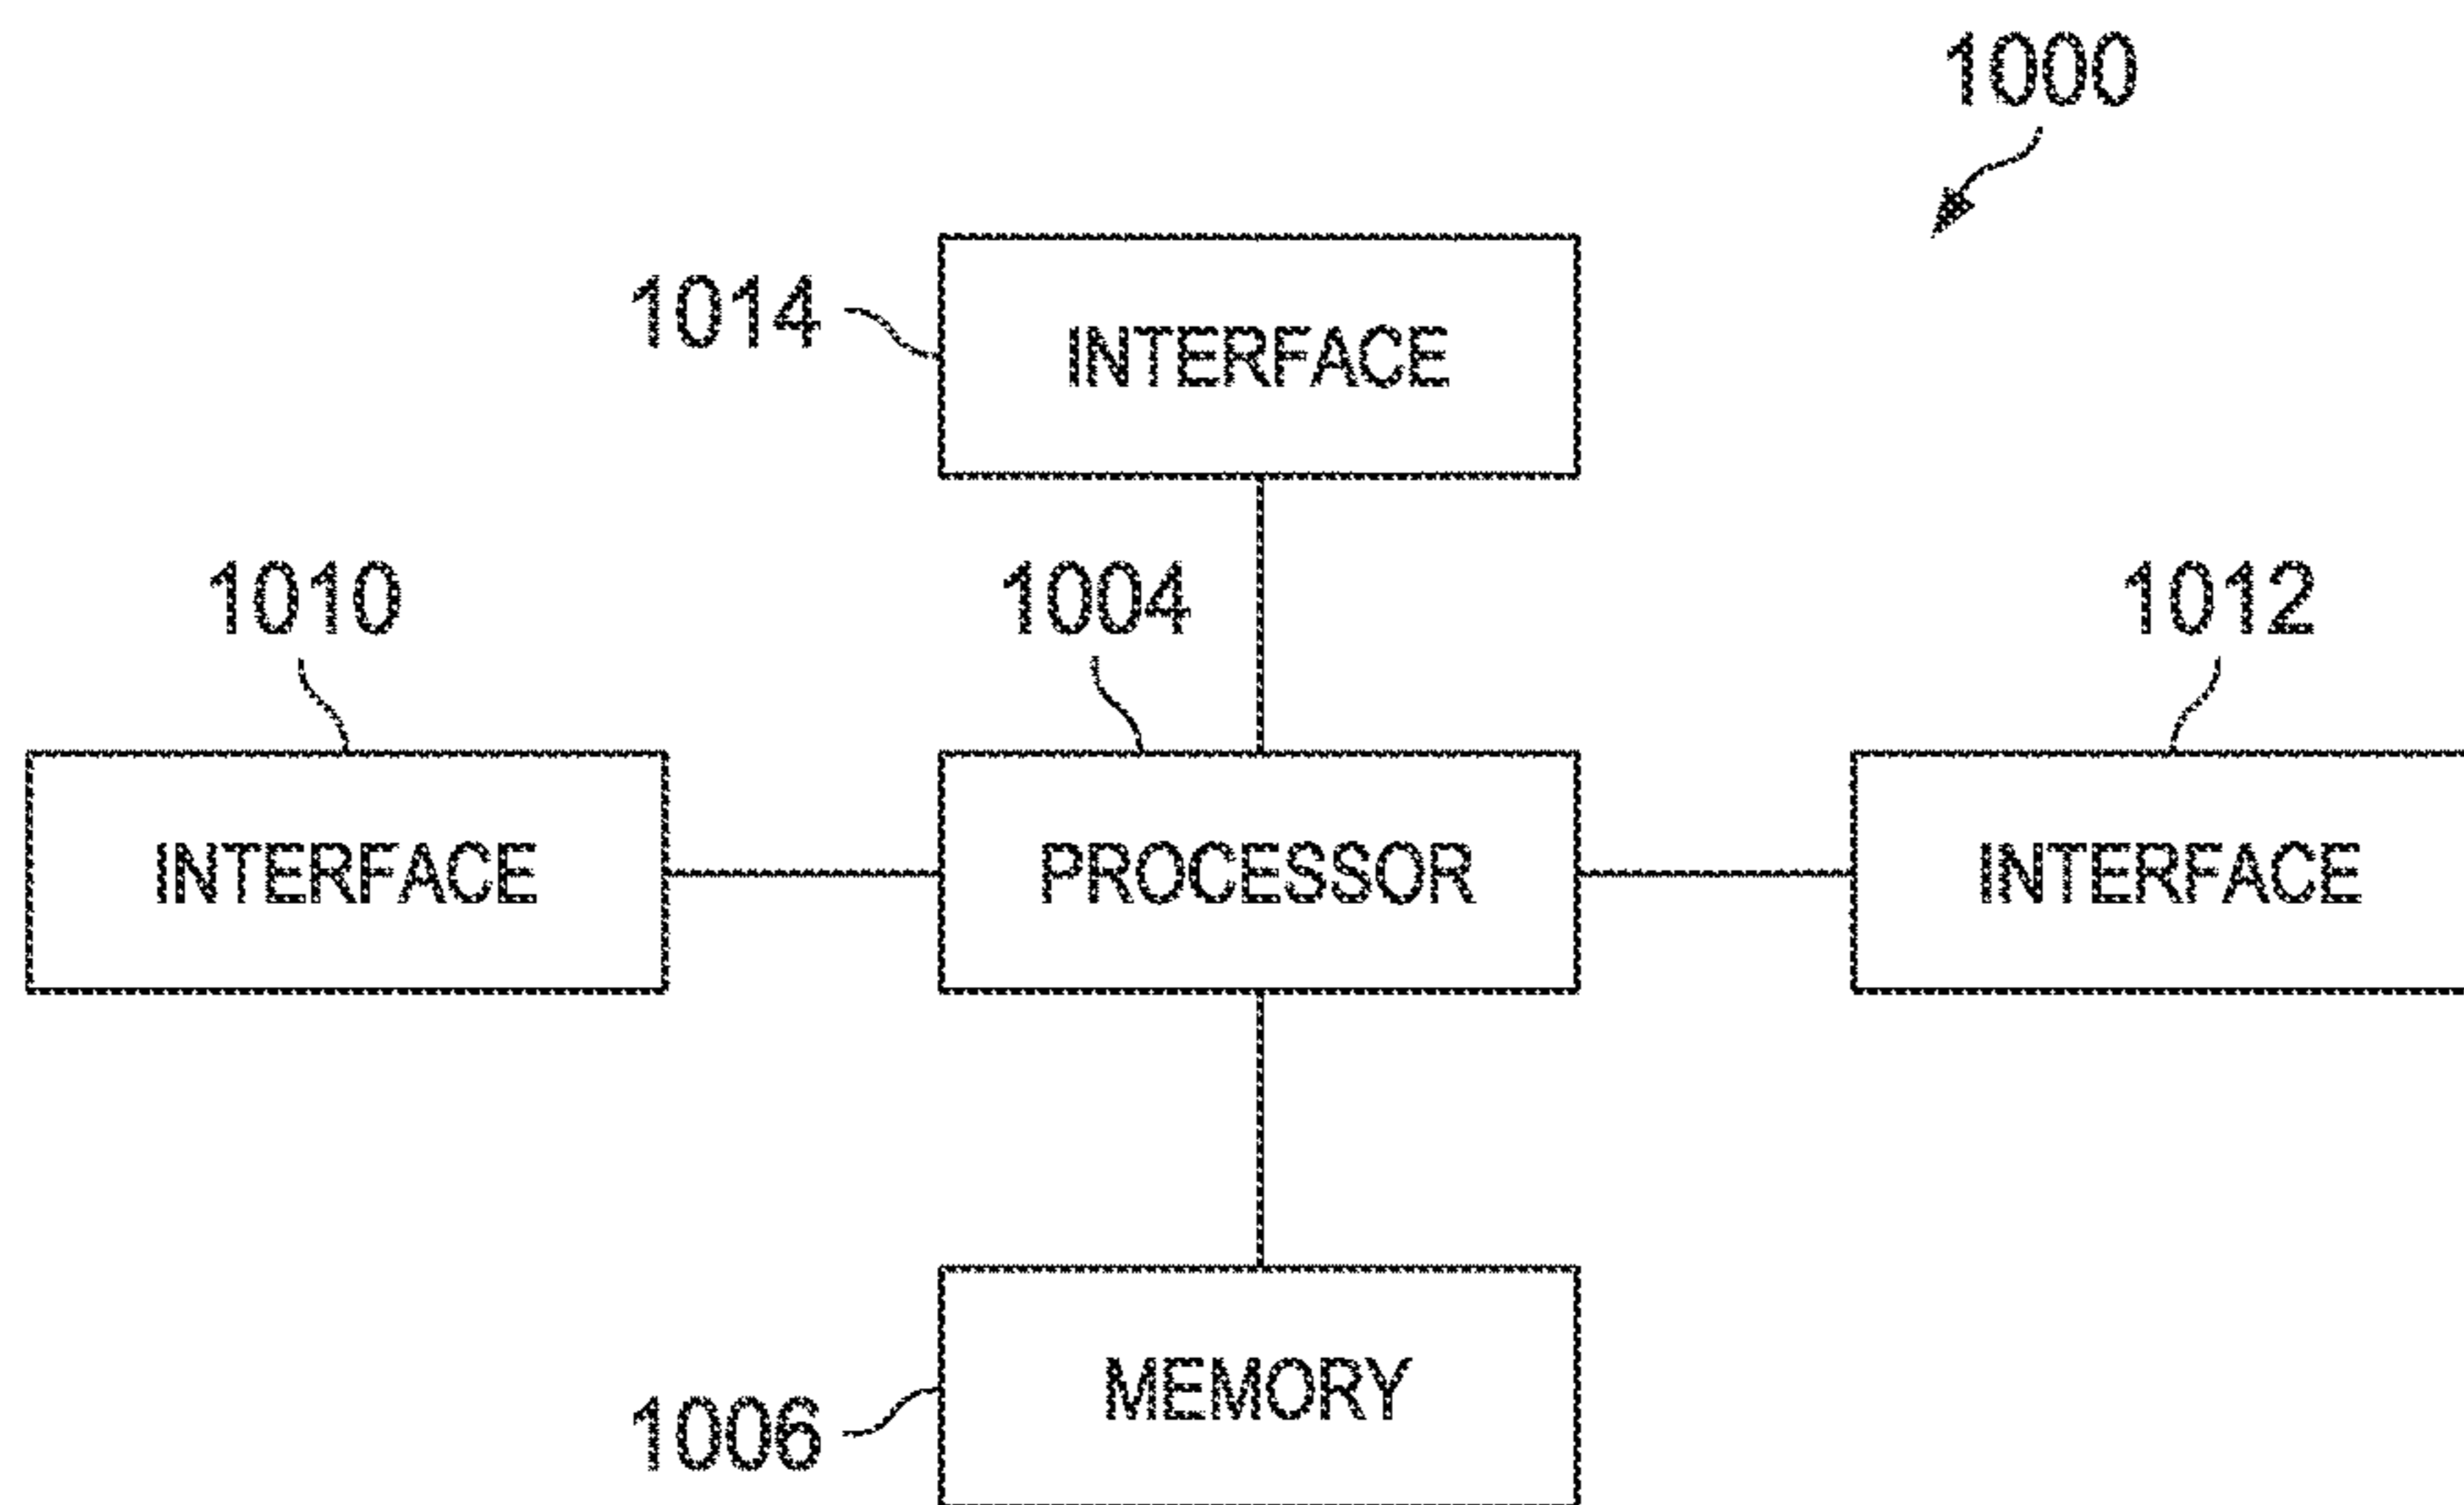 1000
1014
INTERFACE
1010
1004
1012
INTERFACE
PROCESSOR
INTERFACE
MEMORY
1006